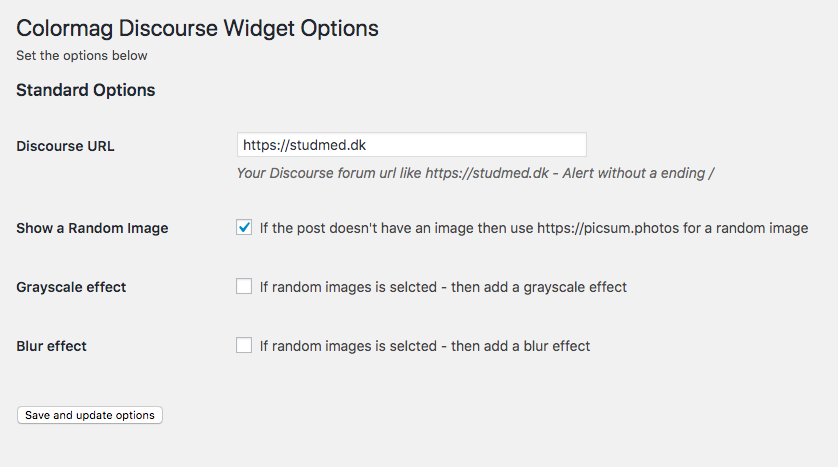 Colormag Discourse Widget Options
Set the options below
Standard Options
Discourse URL https://studmed.dk
Your Discourse forum url like https://studmed.dk - Alert without a ending /
Show a Random Image If the post doesn't have an image then use https://picsum.photos for a random image
Grayscale effect If random images is selcted - then add a grayscale effect
Blur effect If random images is selcted - then add a blur effect
Save and update options